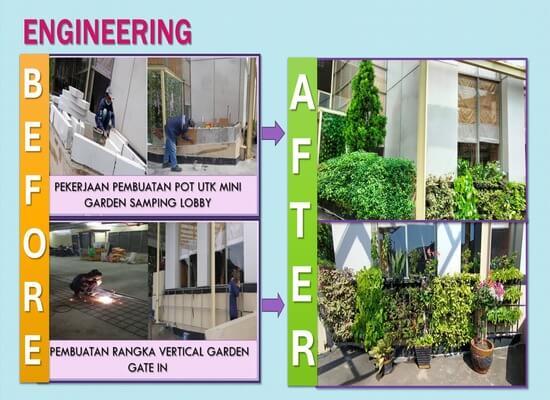 ENGINEERING
BEFORE
PEKERJAAN PEMBUATAN POT UTK MINI
GARDEN SAMPING LOBBY
PEMBUATAN RANGKA VERTICAL GARDEN
GATE IN
AFTER